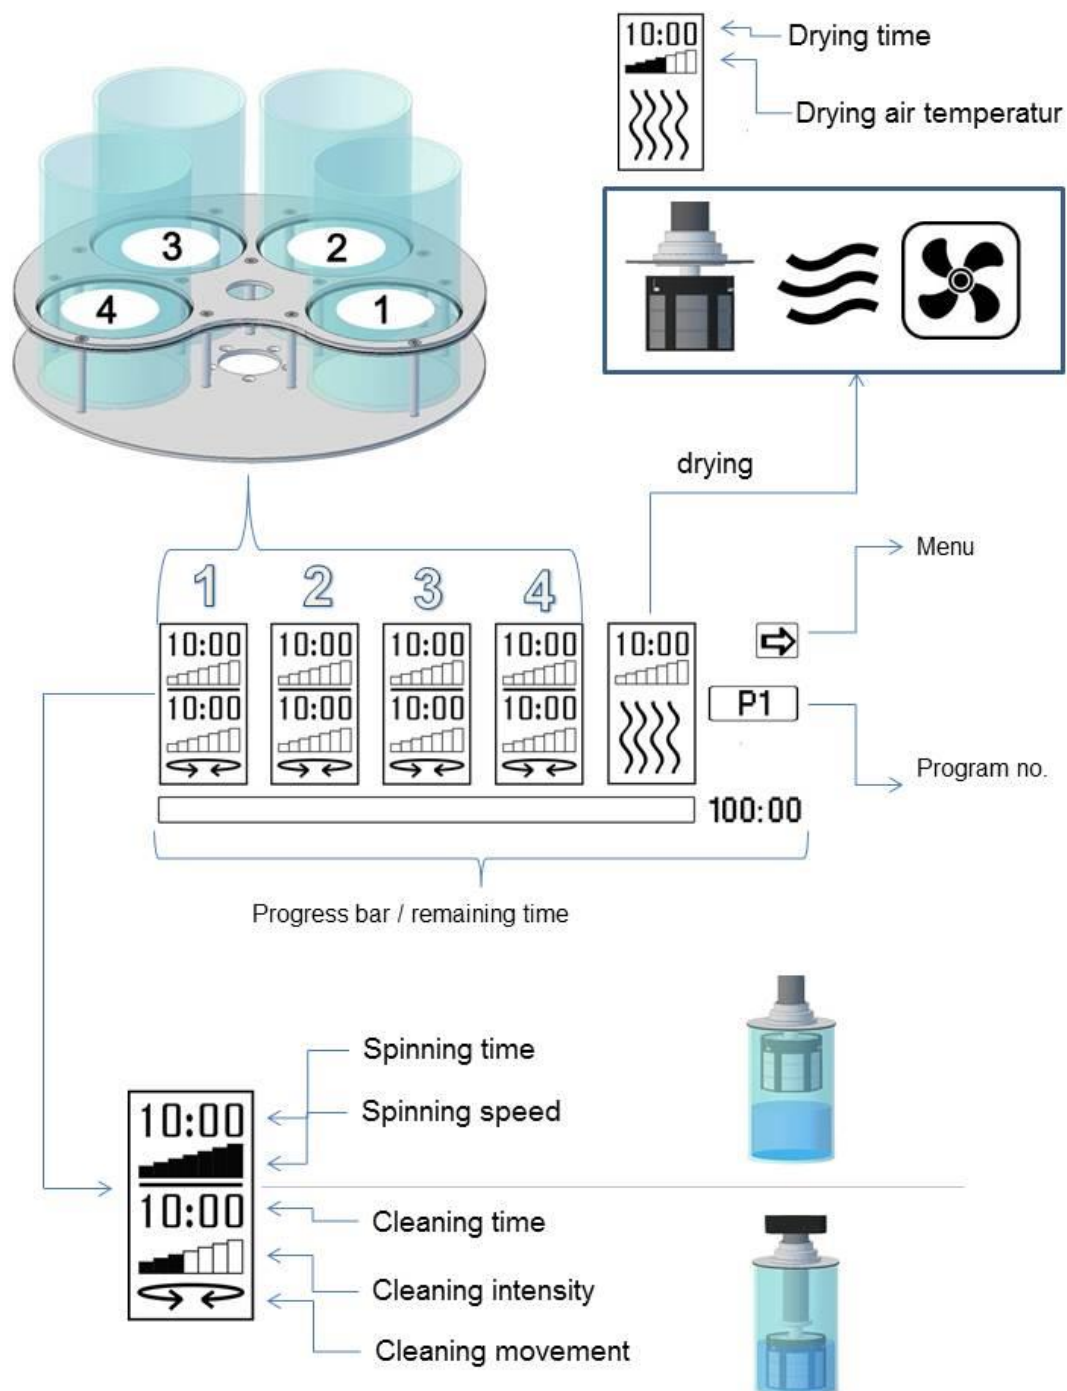 10:00
Drying time
Drying air temperatur
3
2
4
1
drying
Menu
1 2 3 4
10:00 10:00 10:00 10:00 10:00
10:00 10:00 10:00 10:00
P1
Program no.
100:00
Progress bar / remaining time
Spinning time
Spinning speed
10:00
10:00
Cleaning time
Cleaning intensity
Cleaning movement